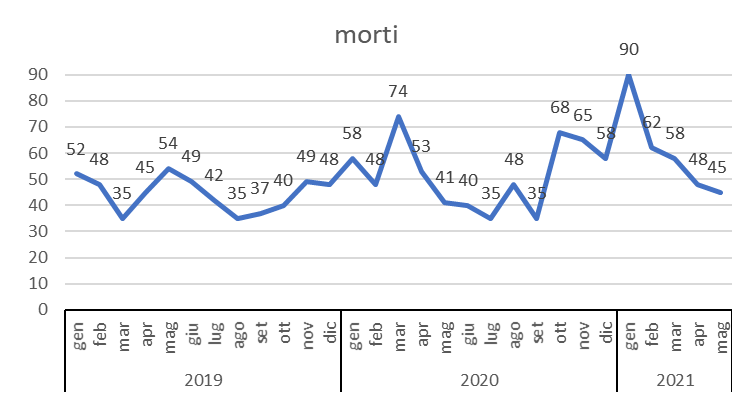 morti
90
80
70
60
50
40
30
20
10
0
52 48 35 45 54 49 42 35 37 40 49 48 58 48 74 53 41 40 35 48 35 68 65 58 90 62 58 48 45
gen feb mar apr mag giu lug ago set ott nov dic gen feb mar apr mag giu lug ago set ott nov dic gen feb mar apr mag
2019 2020 2021